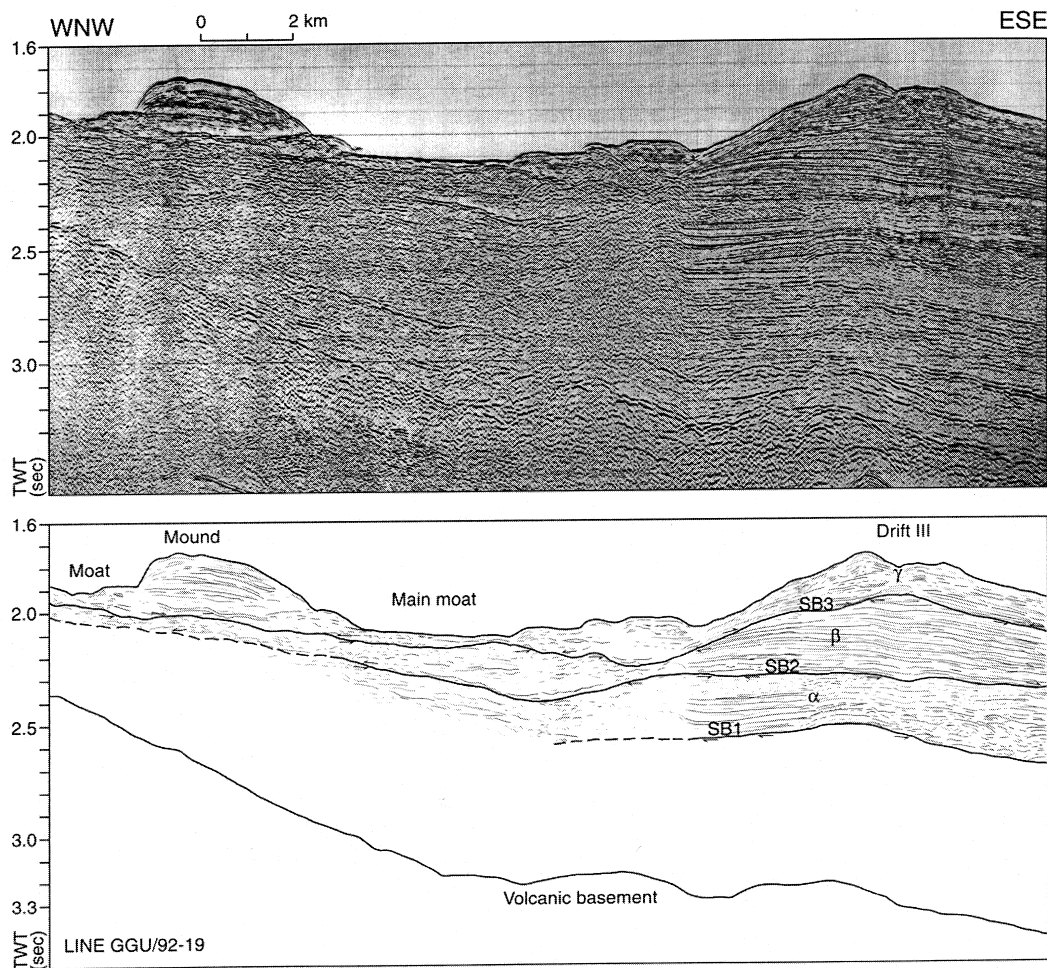 WNW 0 2 km ESE
1.6
2.0
2.5
3.0
TWT (sec)
1.6
Mound
Drift III
Moat
γ
Main moat
SB3
2.0
β
SB2
α
2.5
SB1
3.0
Volcanic basement
3.3
LINE GGU/92-19
TWT (sec)